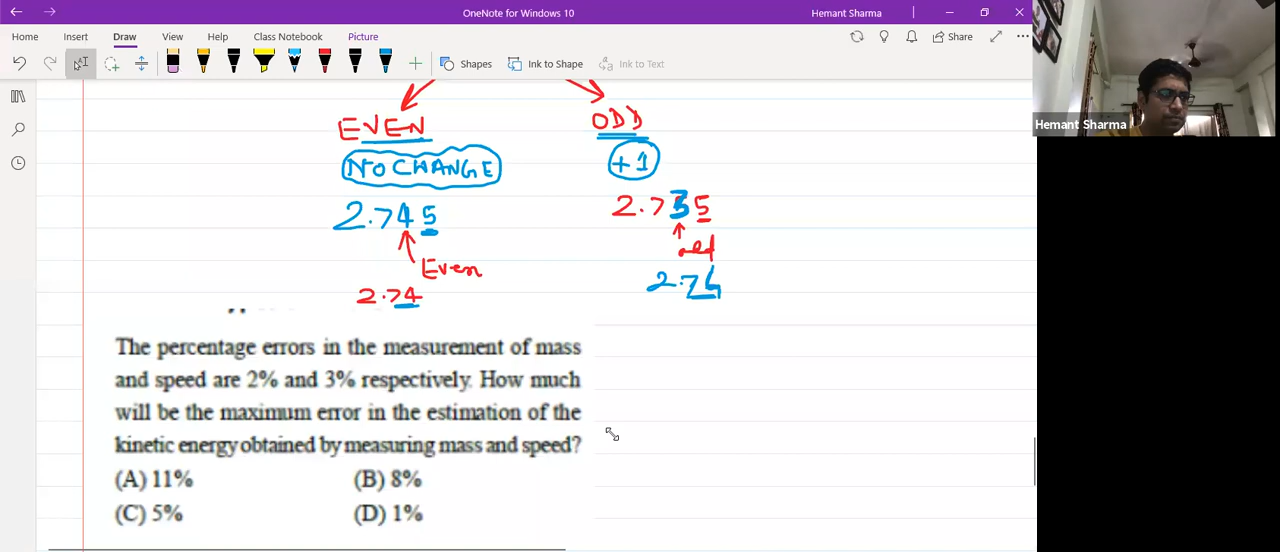 OneNote for Windows 10
Hemant Sharma
Home Insert Draw View Help Class Notebook Picture
Share
Shapes Ink to Shape Ink to Text
EVEN ODD
NO CHANGE +1
2.745 2.735
odd
Even
2.74 2.74
The percentage errors in the measurement of mass
and speed are 2% and 3% respectively. How much
will be the maximum error in the estimation of the
kinetic energy obtained by measuring mass and speed?
(A) 11% (B) 8%
(C) 5% (D) 1%
Hemant Sharma